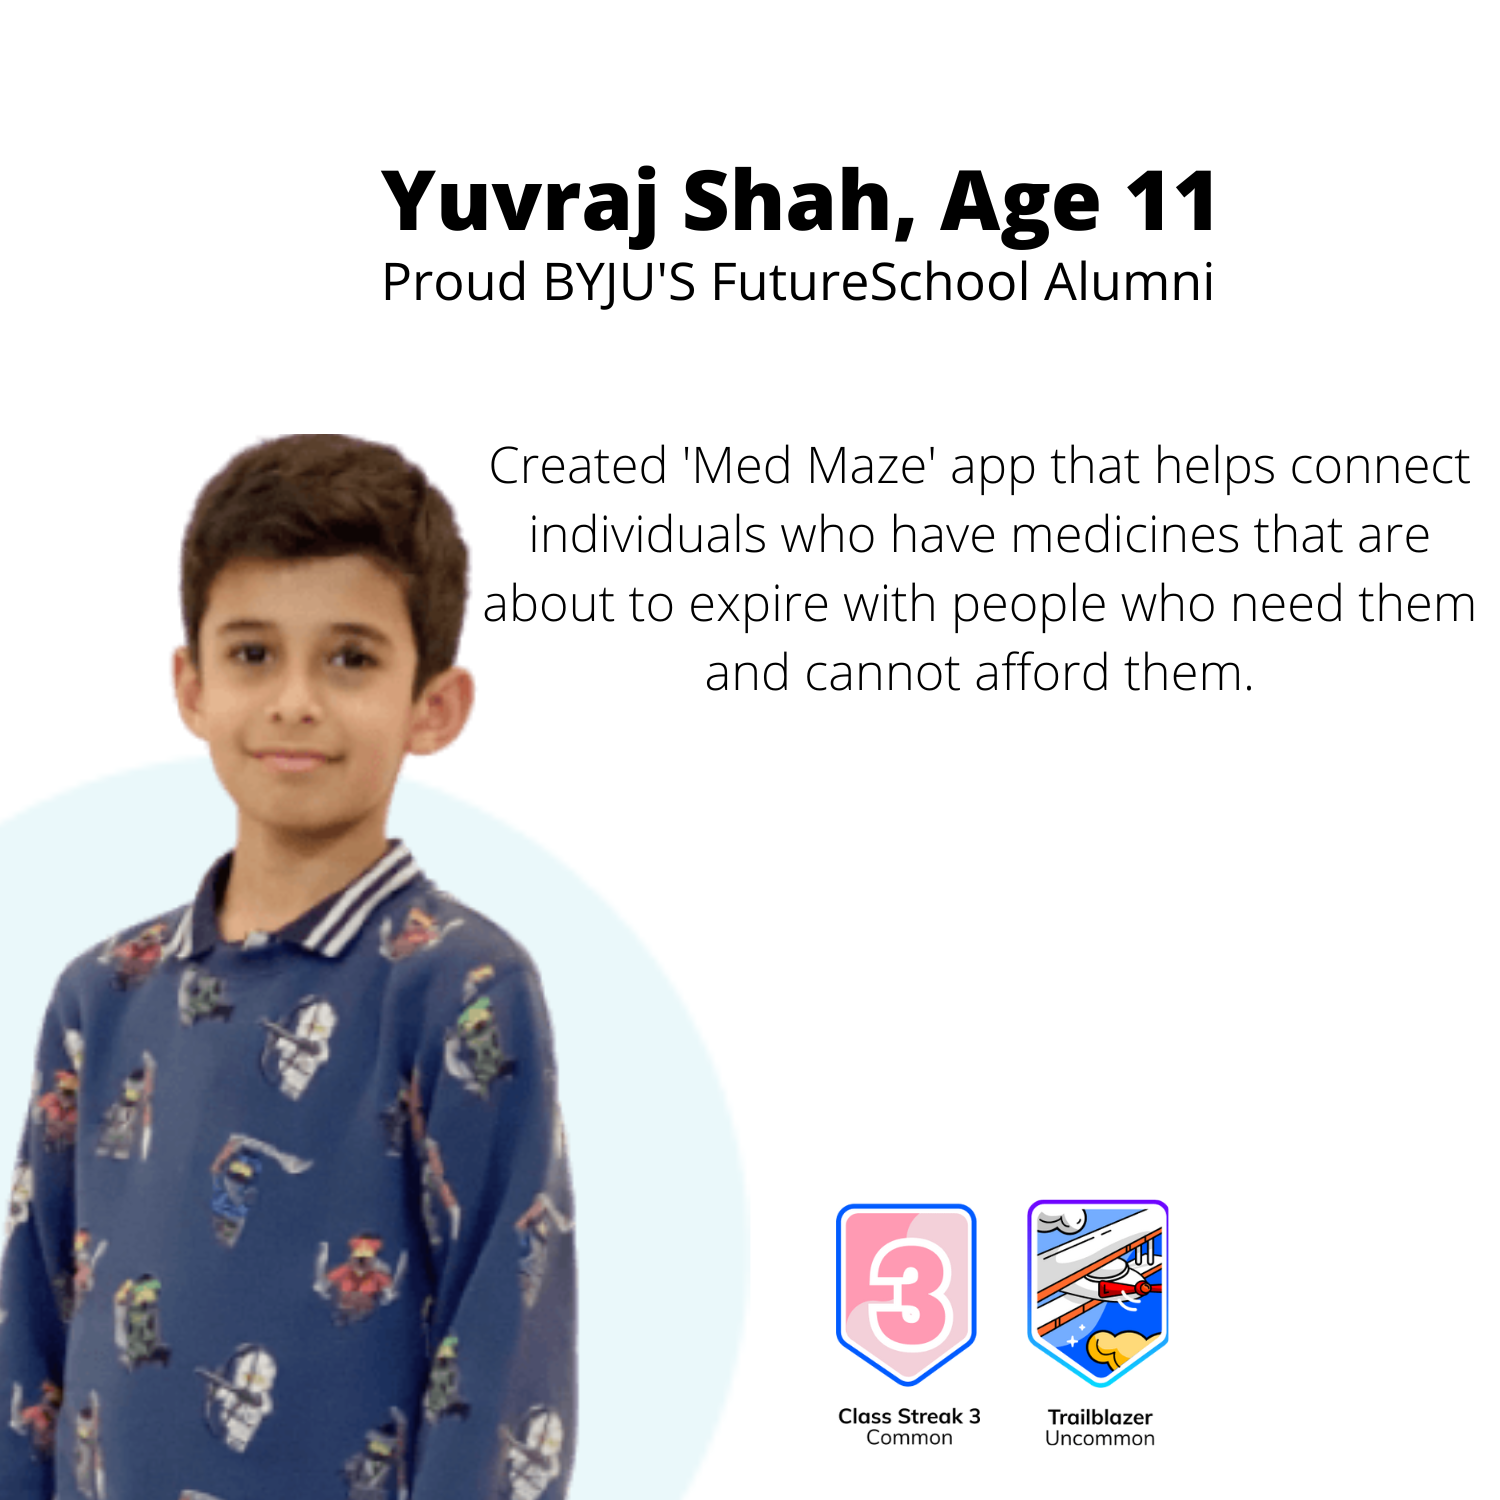 Yuvraj Shah, Age 11
Proud BYJU'S FutureSchool Alumni
Created 'Med Maze' app that helps connect
individuals who have medicines that are
about to expire with people who need them
and cannot afford them.
3
Class Streak 3
Common
Trailblazer
Uncommon